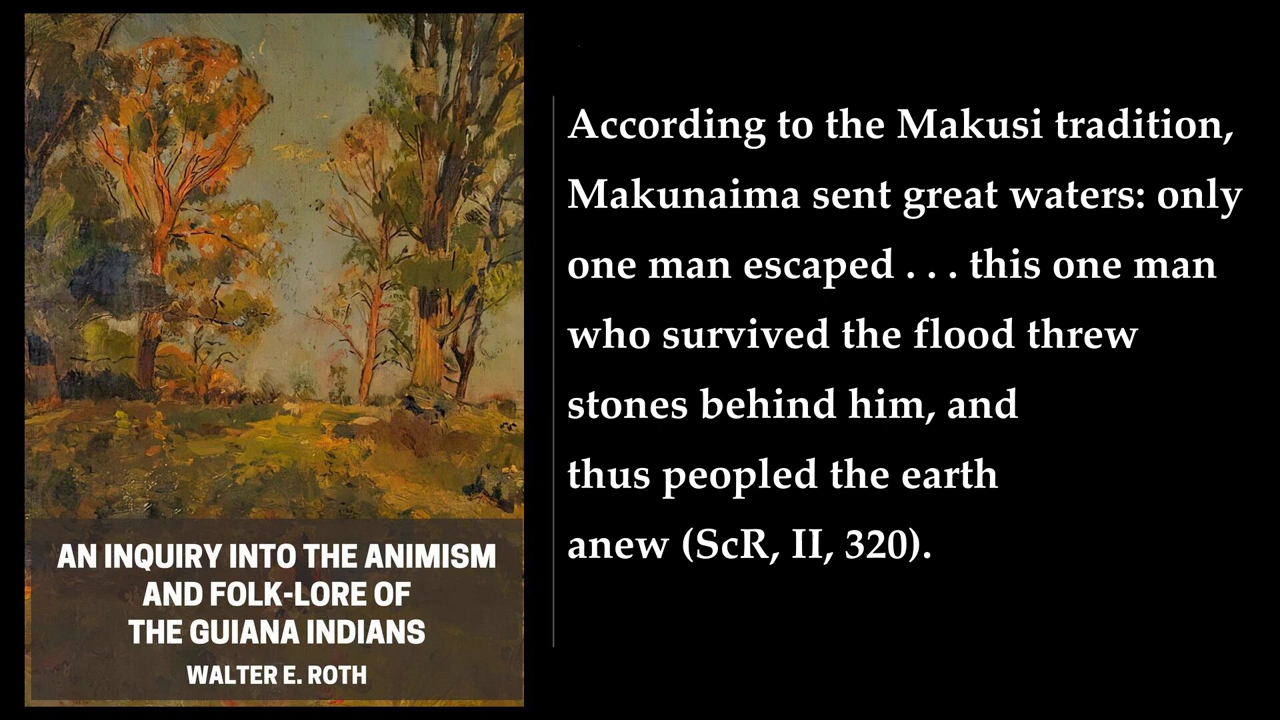 According to the Makusi tradition,
Makunaima sent great waters: only
one man escaped . . . this one man
who survived the flood threw
stones behind him, and
thus peopled the earth
anew (ScR, II, 320).
AN INQUIRY INTO THE ANIMISM
AND FOLK-LORE OF
THE GUIANA INDIANS
WALTER E. ROTH